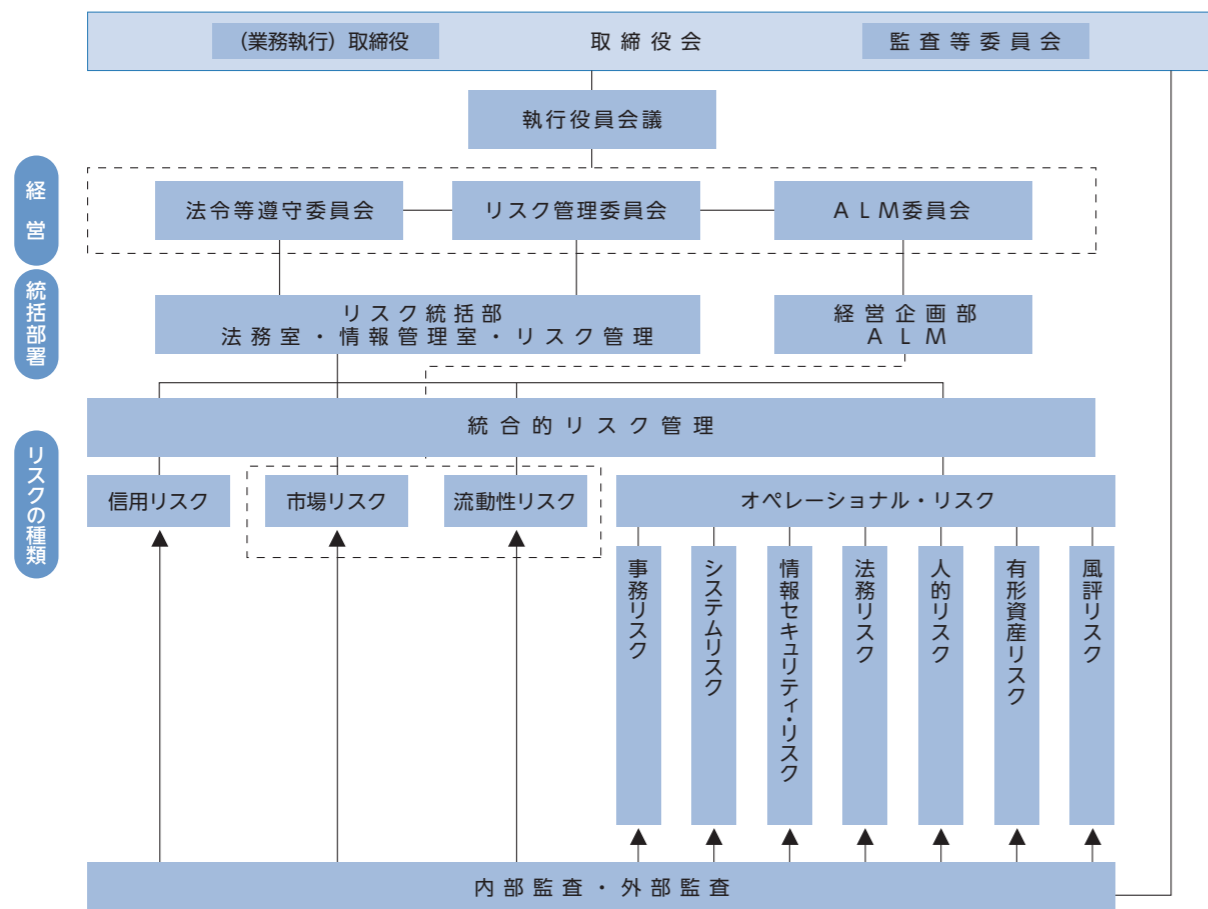 (業務執行) 取締役
取締役会
監査等委員会
執行役員会議
経営
法令等遵守委員会
リスク管理委員会
ALM委員会
統括部署
リスク統括部
法務室・情報管理室・リスク管理
経営企画部
ALM
統合的リスク管理
リスクの種類
信用リスク
市場リスク
流動性リスク
オペレーショナル・リスク
事務リスク
システムリスク
情報セキュリティ・リスク
法務リスク
人的リスク
有形資産リスク
風評リスク
内部監査・外部監査